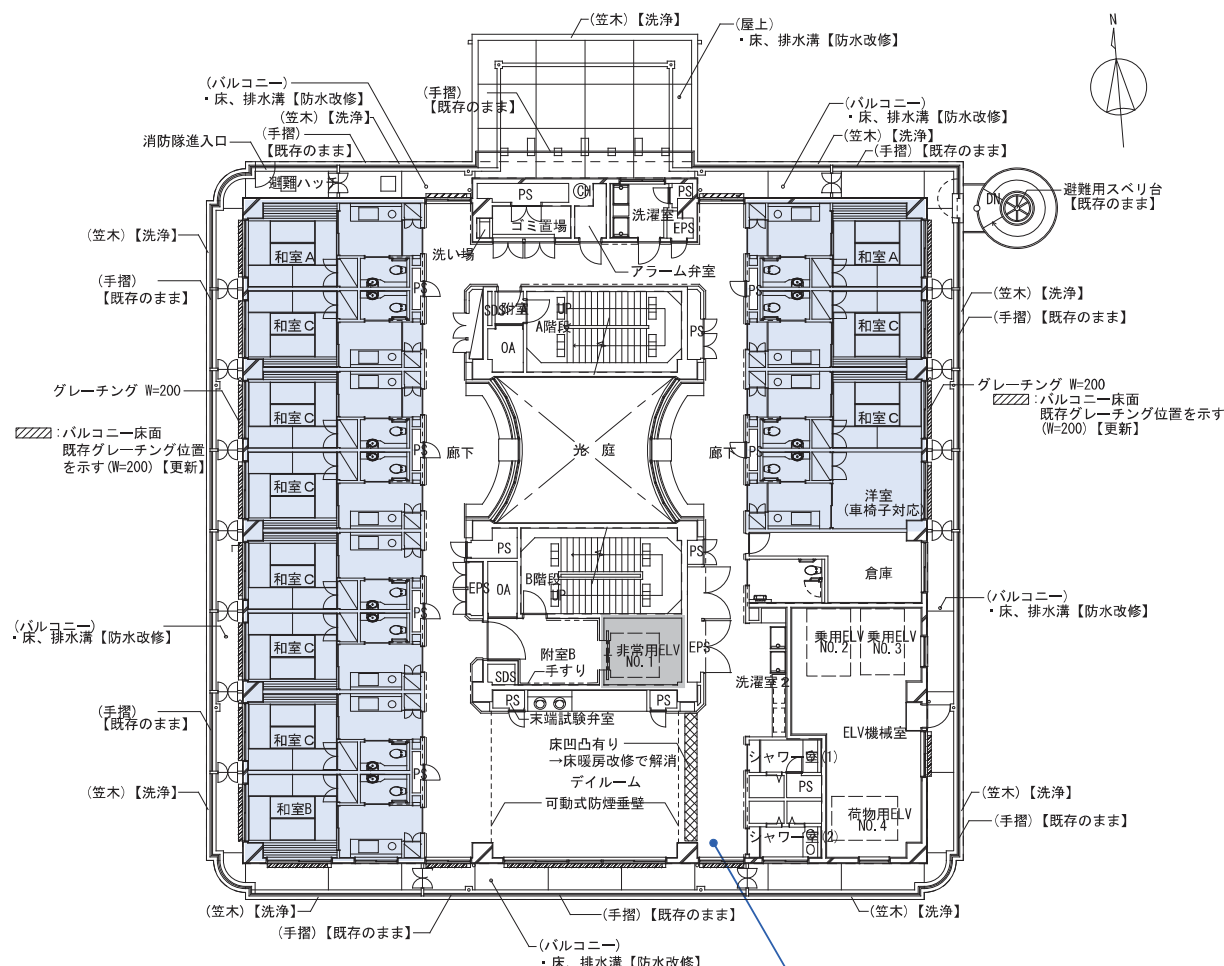 (笠木)【洗浄】
(屋上)
・床、排水溝【防水改修】
N
(バルコニー)
・床、排水溝【防水改修】
(手摺)
【既存のまま】
(笠木)【洗浄】
(手摺)
【既存のまま】
消防隊進入口
避難ハッチ
(バルコニー)
・床、排水溝【防水改修】
(笠木)【洗浄】
(手摺)【既存のまま】
DN
避難用スベリ台
【既存のまま】
PS
CH
洗濯室
PS
ゴミ置場
EPS
洗い場
アラーム弁室
(笠木)【洗浄】
(手摺)
【既存のまま】
和室A
PS
和室C
SDS
附室A
UP
A階段
OA
PS
和室A
PS
和室C
(笠木)【洗浄】
(手摺)【既存のまま】
グレーチング W=200
:バルコニー床面
既存グレーチング位置
を示す(W=200)【更新】
和室C
PS
和室C
廊下
光庭
廊下
和室C
PS
洋室
(車椅子対応)
グレーチング W=200
:バルコニー床面
既存グレーチング位置を示す
(W=200)【更新】
和室C
PS
和室C
PS
EPS
OA
B階段
UP
PS
倉庫
(バルコニー)
・床、排水溝【防水改修】
(バルコニー)
・床、排水溝【防水改修】
附室B
手すり
SDS
非常用ELV
NO.1
EPS
洗濯室2
乗用ELV
NO.2
乗用ELV
NO.3
ELV機械室
PS
PS
末端試験弁室
(手摺)
【既存のまま】
和室C
PS
和室B
床凹凸有り
→床暖房改修で解消
デイルーム
可動式防煙垂壁
シャワー室(1)
PS
シャワー室(2)
荷物用ELV
NO.4
(笠木)【洗浄】
(笠木)【洗浄】
(手摺)【既存のまま】
(笠木)【洗浄】
(手摺)【既存のまま】
(手摺)【既存のまま】
(笠木)【洗浄】
(バルコニー)
・床、排水溝【防水改修】